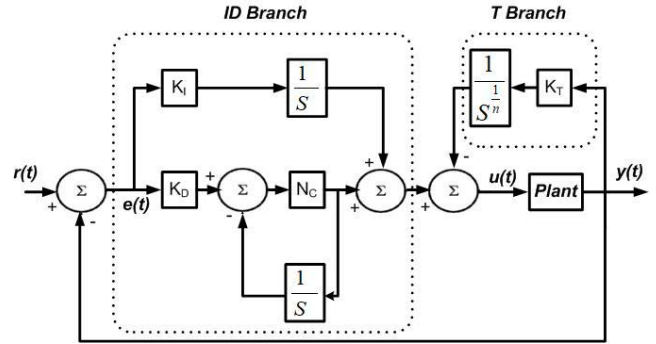 ID Branch
T Branch
K_I
1
S
1
S^{1/n}
K_T
r(t)
Σ
e(t)
K_D
Σ
N_C
Σ
Σ
u(t)
Plant
y(t)
+
-
+
-
+
+
+
-
1
S